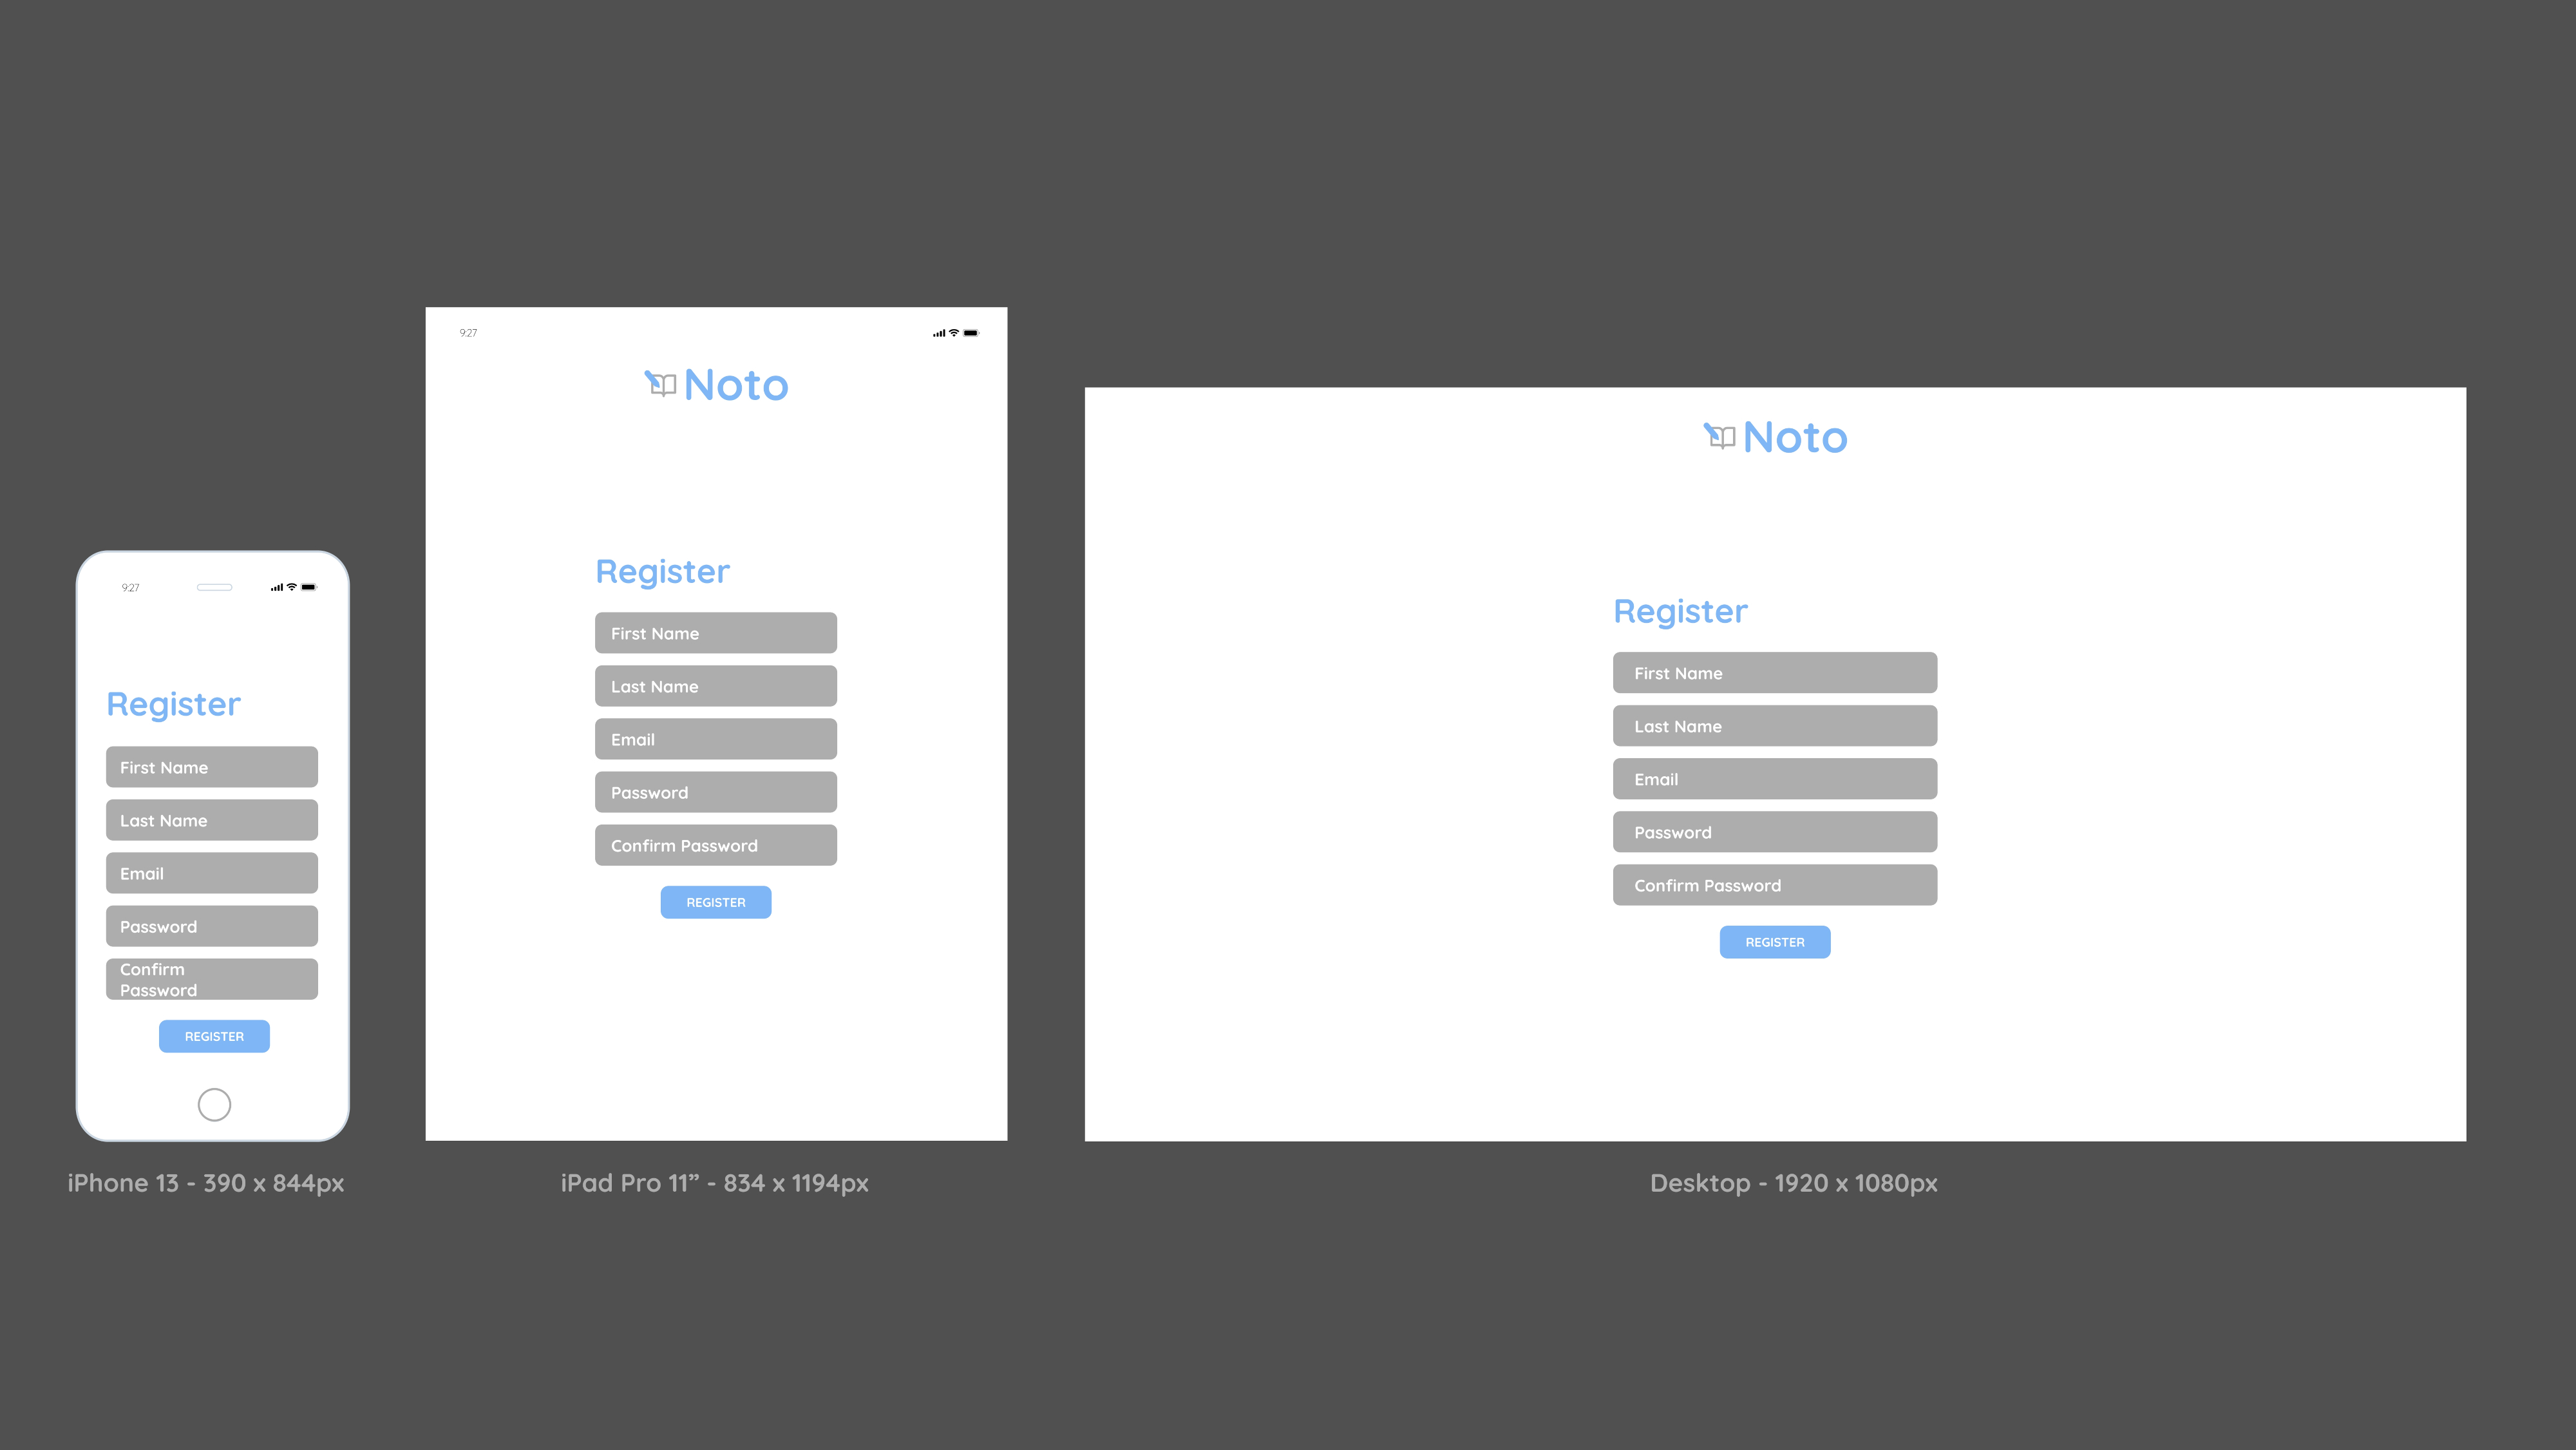 9:27
Register
First Name
Last Name
Email
Password
Confirm
Password
REGISTER
iPhone 13 - 390 x 844px
9:27
Noto
Register
First Name
Last Name
Email
Password
Confirm Password
REGISTER
iPad Pro 11” - 834 x 1194px
Noto
Register
First Name
Last Name
Email
Password
Confirm Password
REGISTER
Desktop - 1920 x 1080px